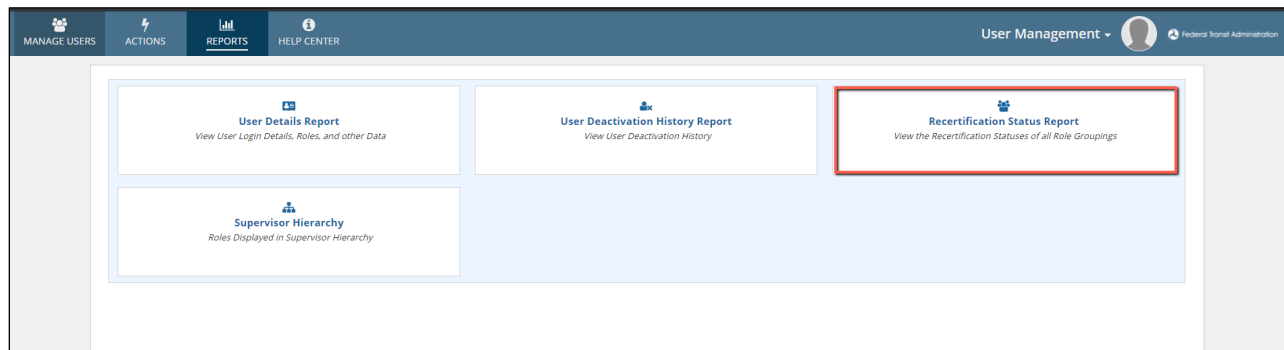 MANAGE USERS
ACTIONS
REPORTS
HELP CENTER
User Management
Federal Transit Administration
User Details Report
View User Login Details, Roles, and other Data
User Deactivation History Report
View User Deactivation History
Recertification Status Report
View the Recertification Statuses of all Role Groupings
Supervisor Hierarchy
Roles Displayed in Supervisor Hierarchy